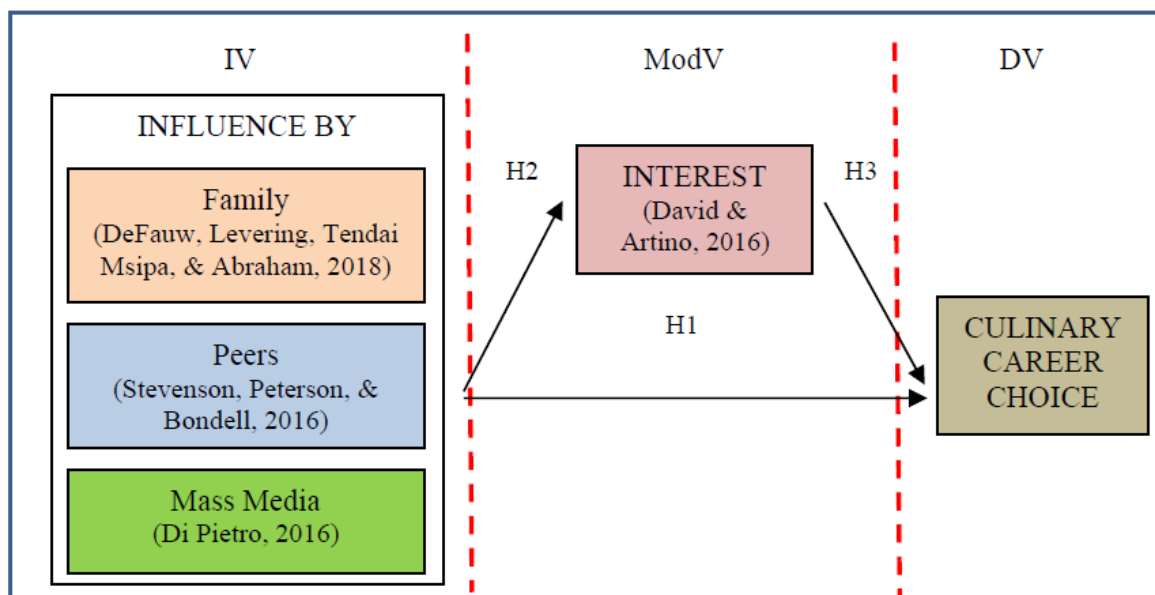 IV
ModV
DV
INFLUENCE BY
Family
(DeFauw, Levering, Tendai
Msipa, & Abraham, 2018)
Peers
(Stevenson, Peterson, &
Bondell, 2016)
Mass Media
(Di Pietro, 2016)
H2
INTEREST
(David &
Artino, 2016)
H3
H1
CULINARY
CAREER
CHOICE